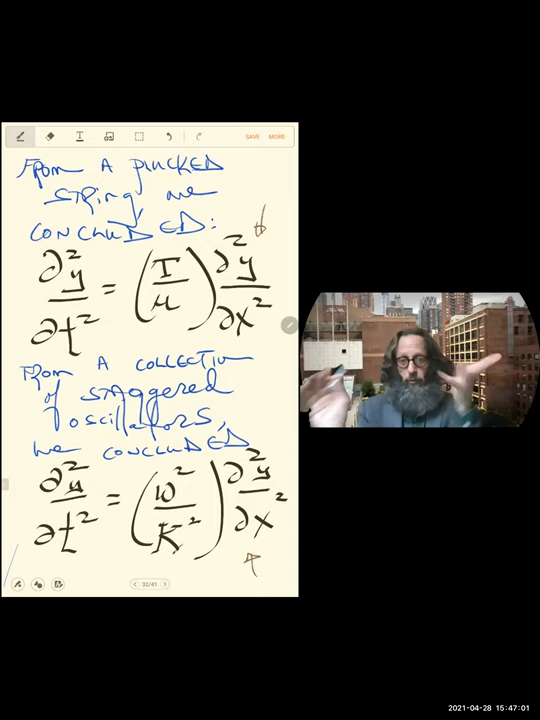 SAVE MORE
From A plucked
string, we
CONCLUDED:
∂²y/∂t² = (T/μ) ∂²y/∂x²
From A COLLECTION
of STAggered
oscillators,
we CONCLUDED
∂²y/∂t² = (ω²/K²) ∂²y/∂x²
32/41
2021-04-28 15:47:01